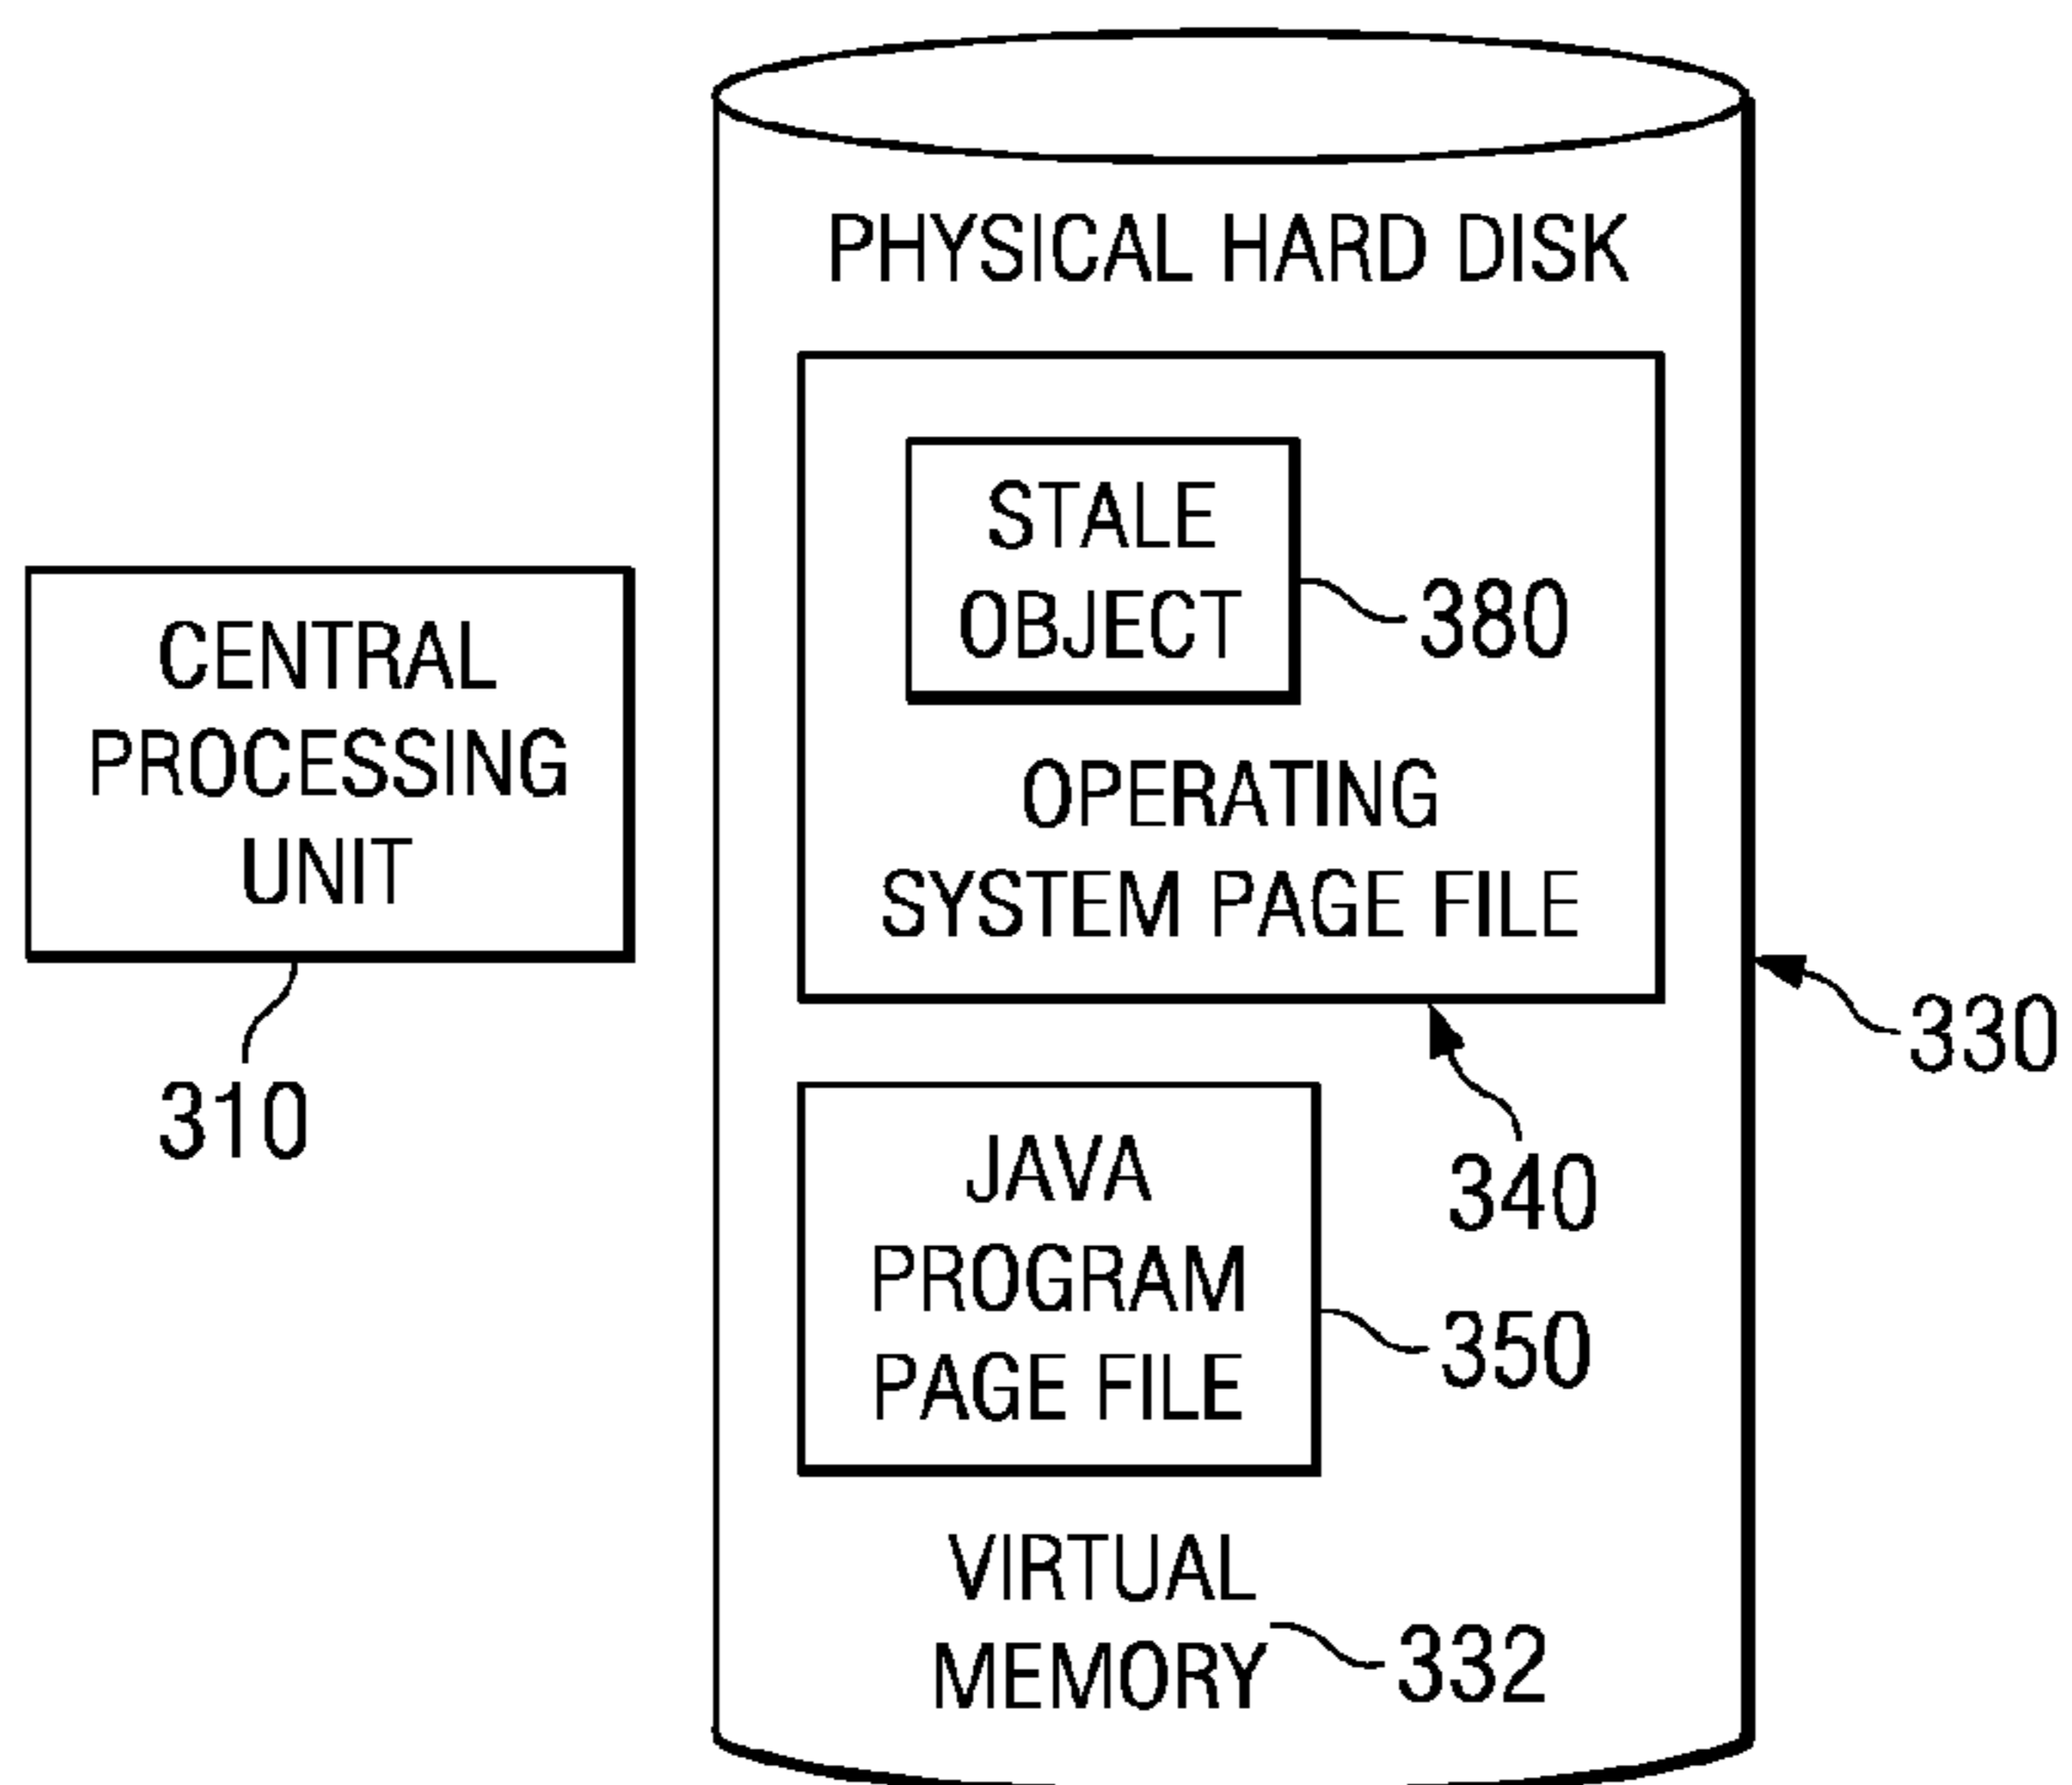 PHYSICAL HARD DISK
STALE
OBJECT
380
OPERATING
SYSTEM PAGE FILE
340
330
CENTRAL
PROCESSING
UNIT
310
JAVA
PROGRAM
PAGE FILE
350
VIRTUAL
MEMORY
332